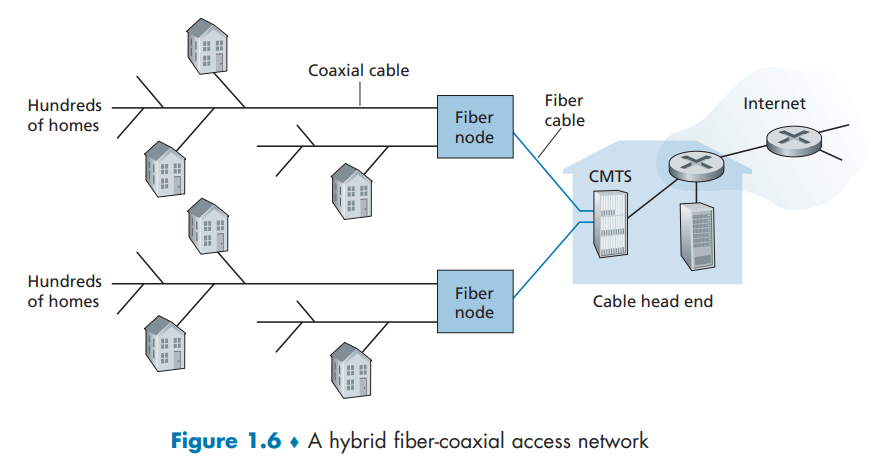 Coaxial cable
Hundreds
of homes
Fiber
node
Fiber
cable
Internet
CMTS
Hundreds
of homes
Fiber
node
Cable head end
Figure 1.6 ♦ A hybrid fiber-coaxial access network